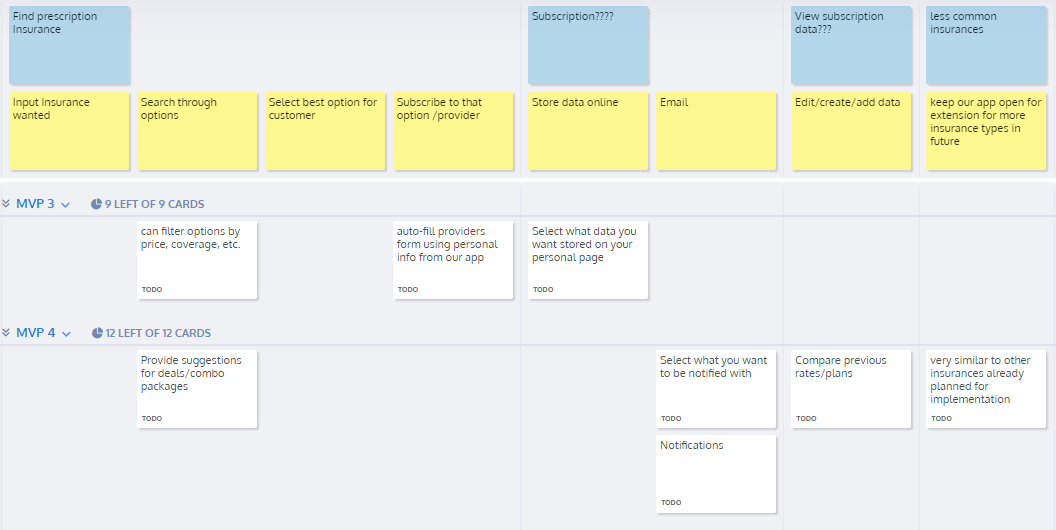 Find prescription
Insurance
Subscription????
View subscription
data???
less common
insurances
Input Insurance
wanted
Search through
options
Select best option for
customer
Subscribe to that
option /provider
Store data online
Email
Edit/create/add data
keep our app open for
extension for more
insurance types in
future
MVP 3
9 LEFT OF 9 CARDS
can filter options by
price, coverage, etc.
TODO
auto-fill providers
form using personal
info from our app
TODO
Select what data you
want stored on your
personal page
TODO
MVP 4
12 LEFT OF 12 CARDS
Provide suggestions
for deals/combo
packages
TODO
Select what you want
to be notified with
TODO
Compare previous
rates/plans
TODO
very similar to other
insurances already
planned for
implementation
TODO
Notifications
TODO